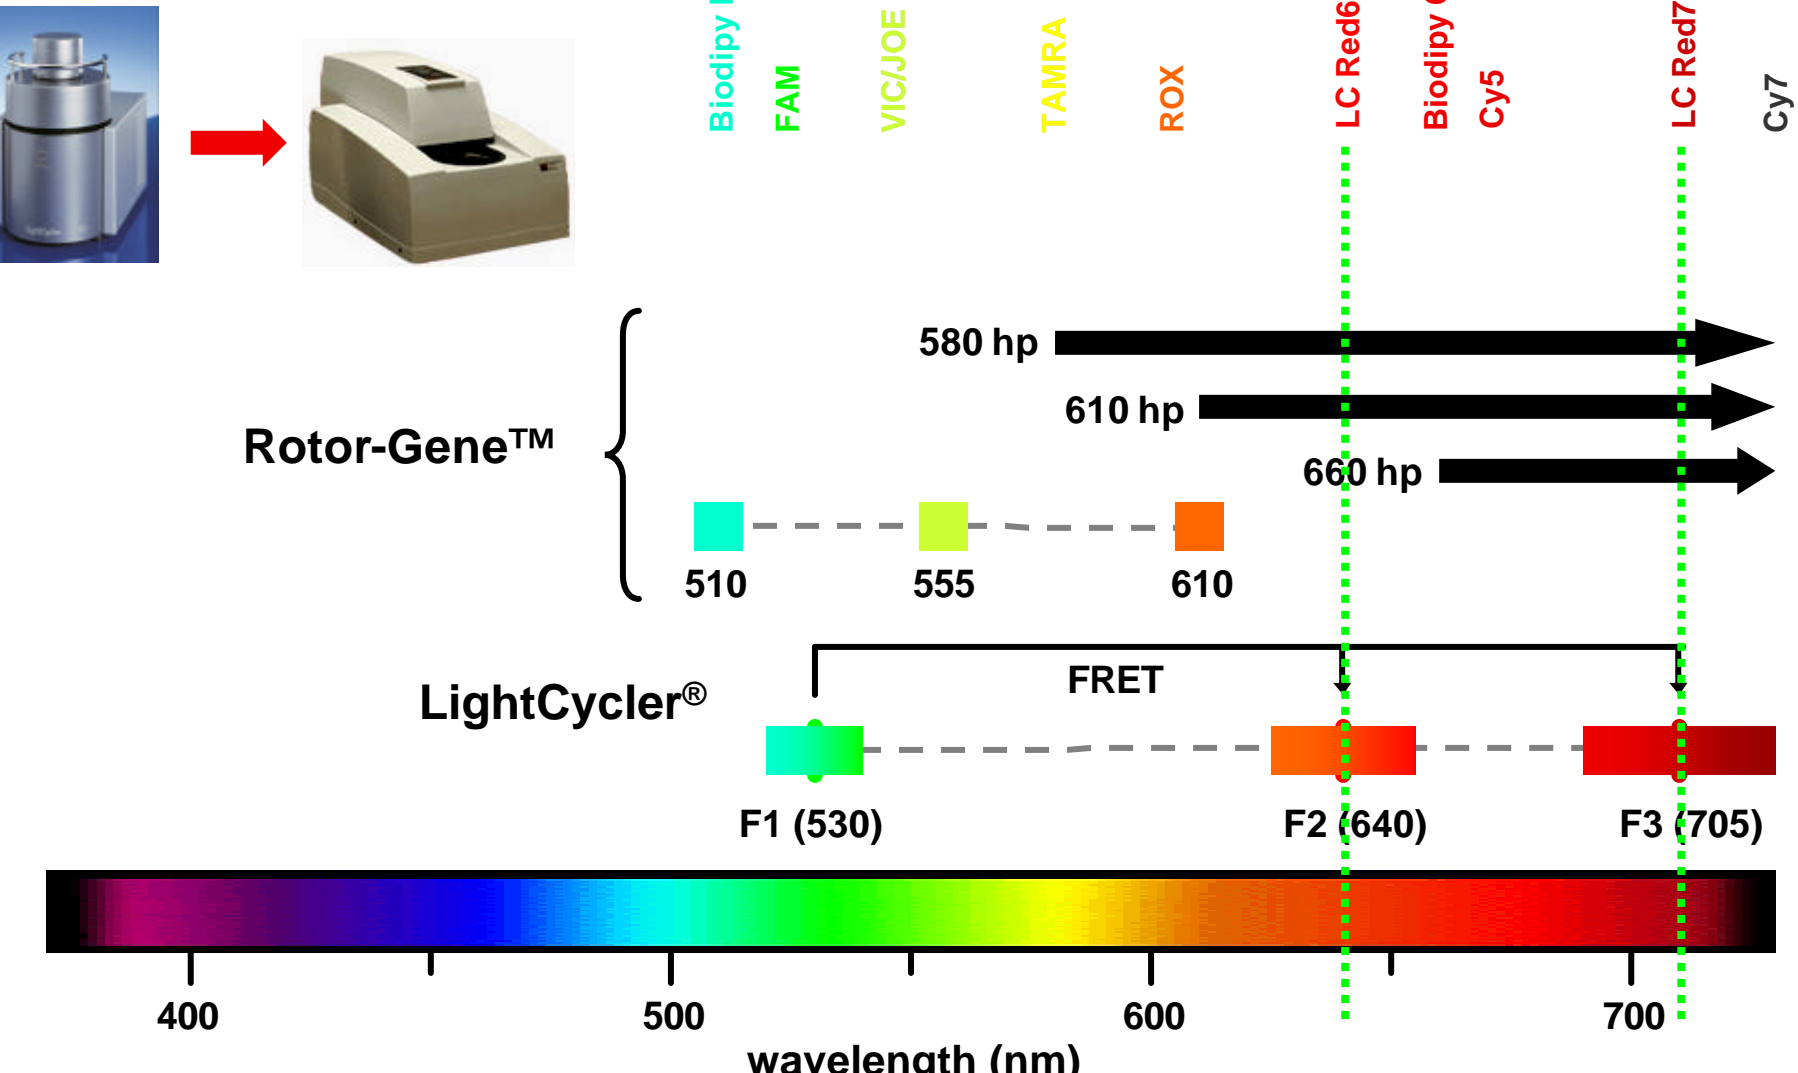 Biodipy
FAM
VIC/JOE
TAMRA
ROX
LC Red6
Biodipy
Cy5
LC Red7
Cy7
580 hp
610 hp
Rotor-Gene™
660 hp
510
555
610
FRET
LightCycler®
F1 (530)
F2 (640)
F3 (705)
400
500
600
700
wavelength (nm)